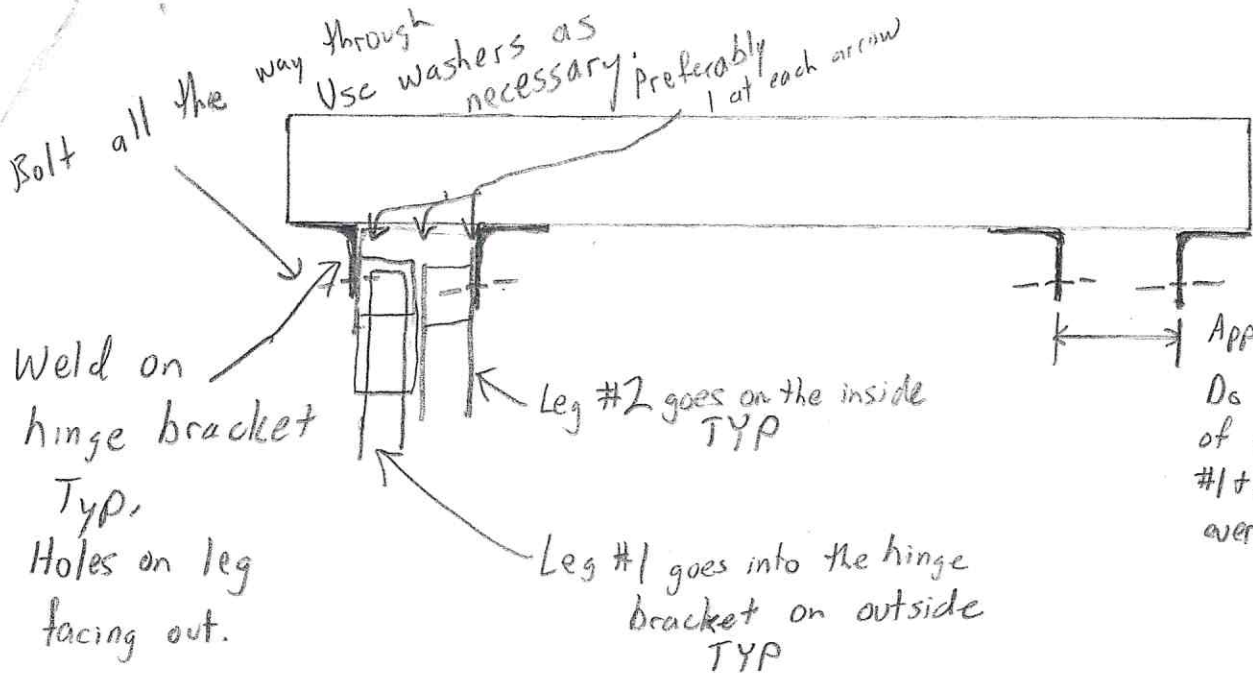 Bolt all the way through
Use washers as
necessary. Preferably
1 at each arrow
Weld on
hinge bracket
Typ.
Holes on leg
facing out.
Leg #2 goes on the inside
TYP
Leg #1 goes into the hinge
bracket on outside
TYP
App
Do
of
#1 &
over